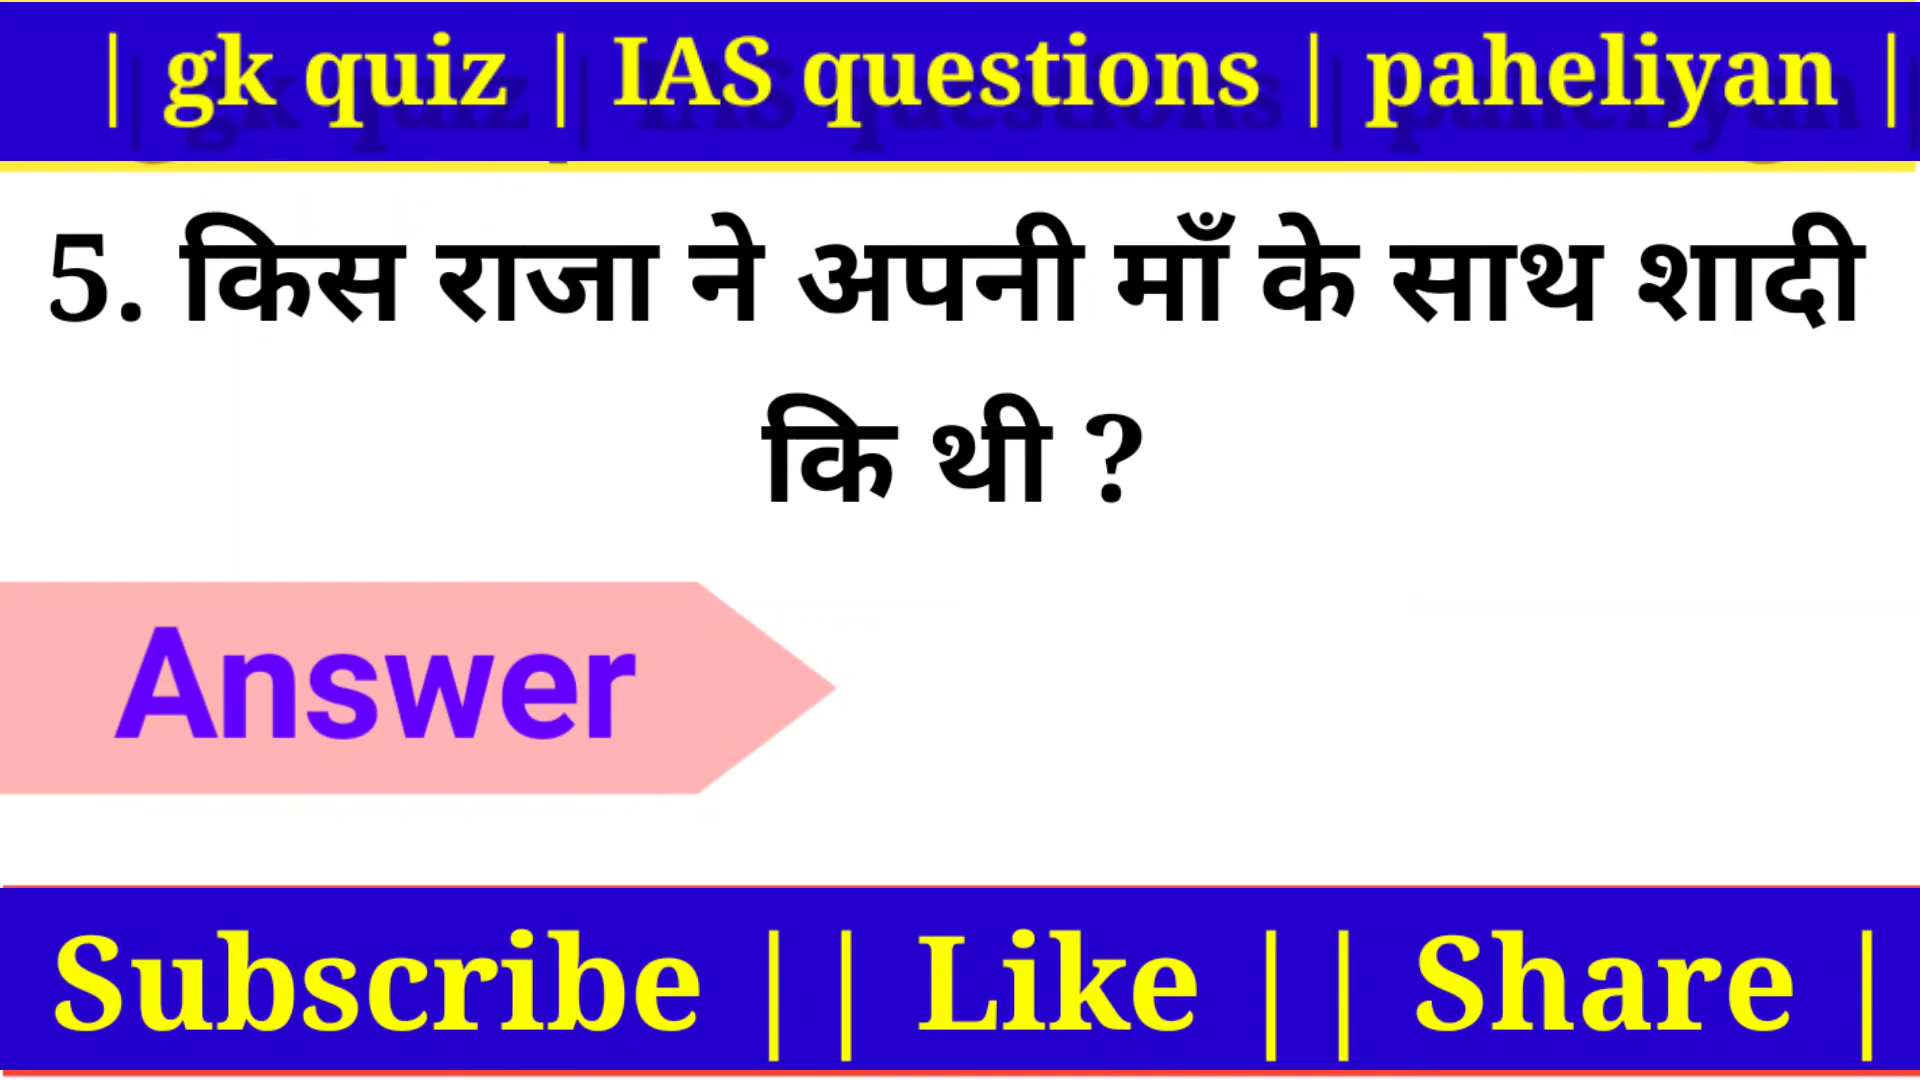 | gk quiz | IAS questions | paheliyan |
5. किस राजा ने अपनी माँ के साथ शादी
कि थी ?
Answer
Subscribe || Like || Share |